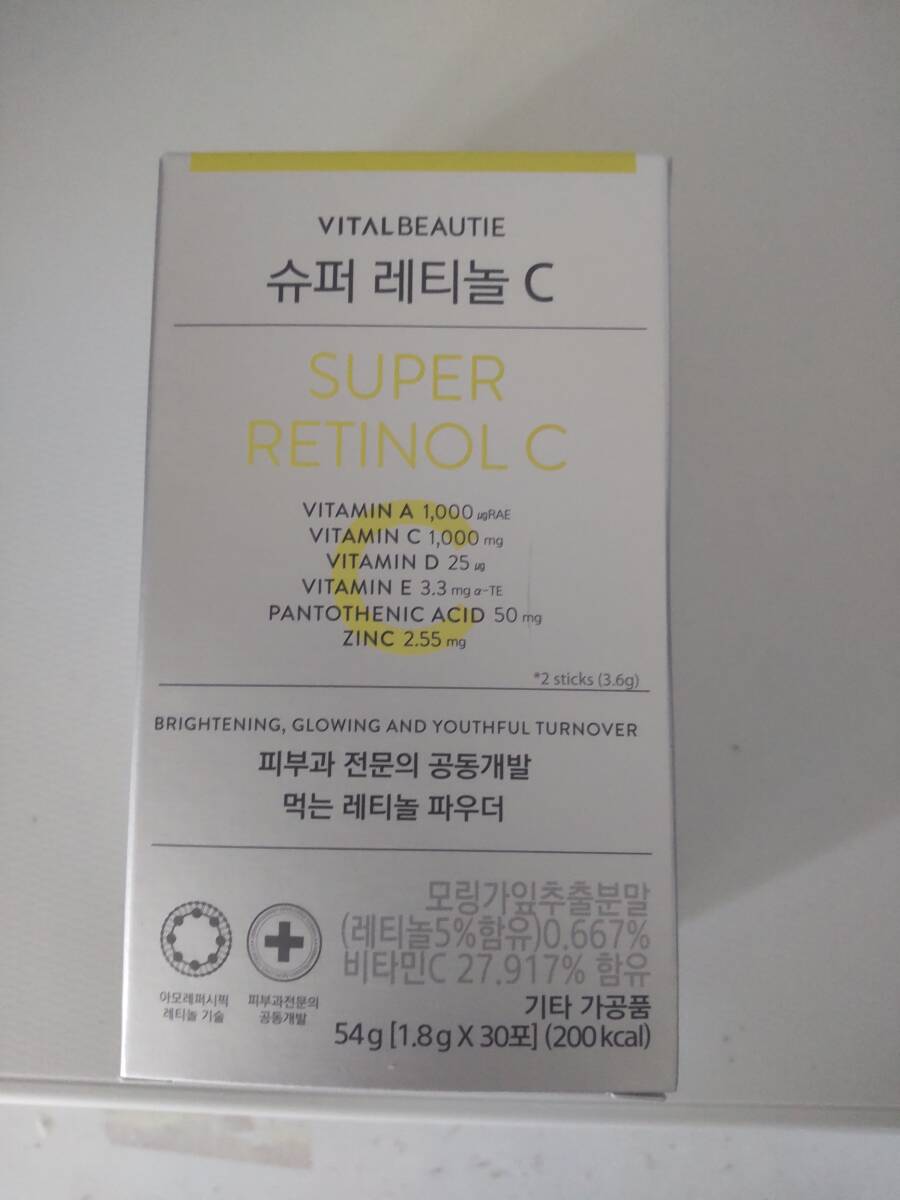 VITALBEAUTIE
슈퍼 레티놀 C
SUPER
RETINOL C
C
VITAMIN A 1,000 μgRAE
VITAMIN C 1,000 mg
VITAMIN D 25 μg
VITAMIN E 3.3 mg α-TE
PANTOTHENIC ACID 50 mg
ZINC 2.55 mg
*2 sticks (3.6g)
BRIGHTENING, GLOWING AND YOUTHFUL TURNOVER
피부과 전문의 공동개발
먹는 레티놀 파우더
모링가잎추출분말
(레티놀5%함유)0.667%
비타민C 27.917% 함유
기타 가공품
54g [1.8g X 30포] (200kcal)
아모레퍼시픽
레티놀 기술
피부과전문의
공동개발